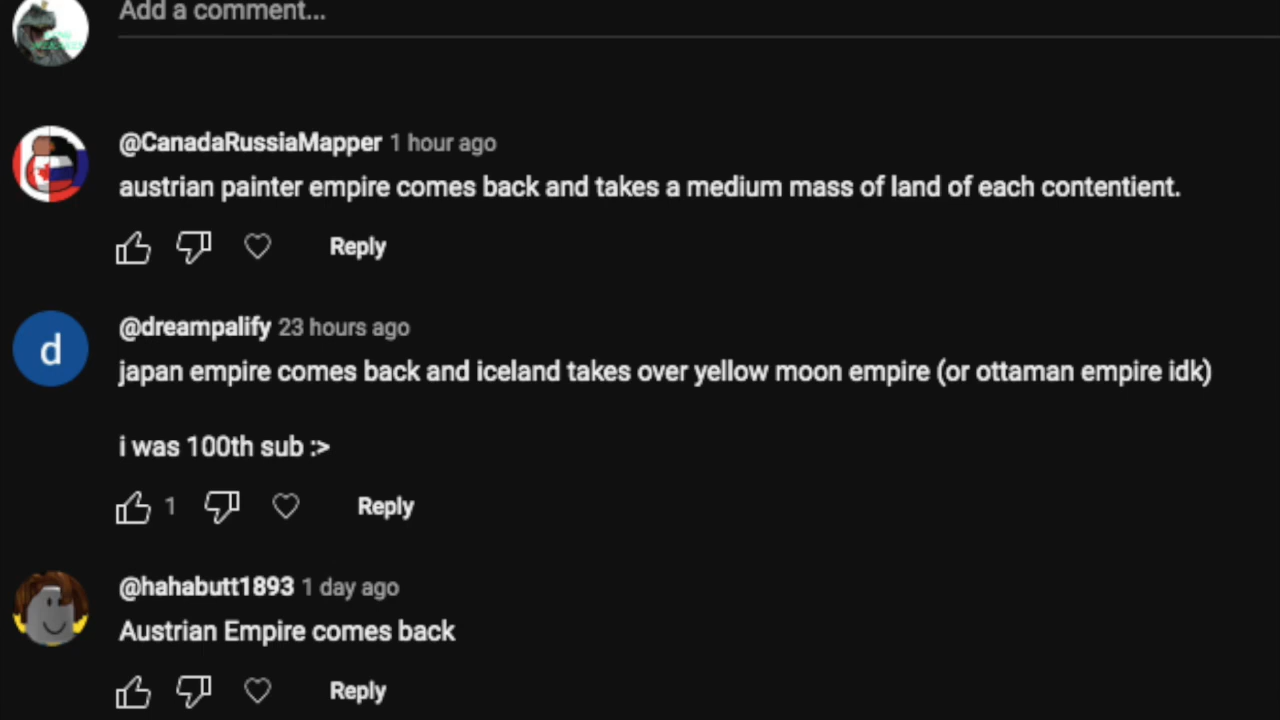 Add a comment...
@CanadaRussiaMapper 1 hour ago
austrian painter empire comes back and takes a medium mass of land of each contentient.
Reply
d
@dreampalify 23 hours ago
japan empire comes back and iceland takes over yellow moon empire (or ottaman empire idk)
i was 100th sub :>
1
Reply
@hahabutt1893 1 day ago
Austrian Empire comes back
Reply